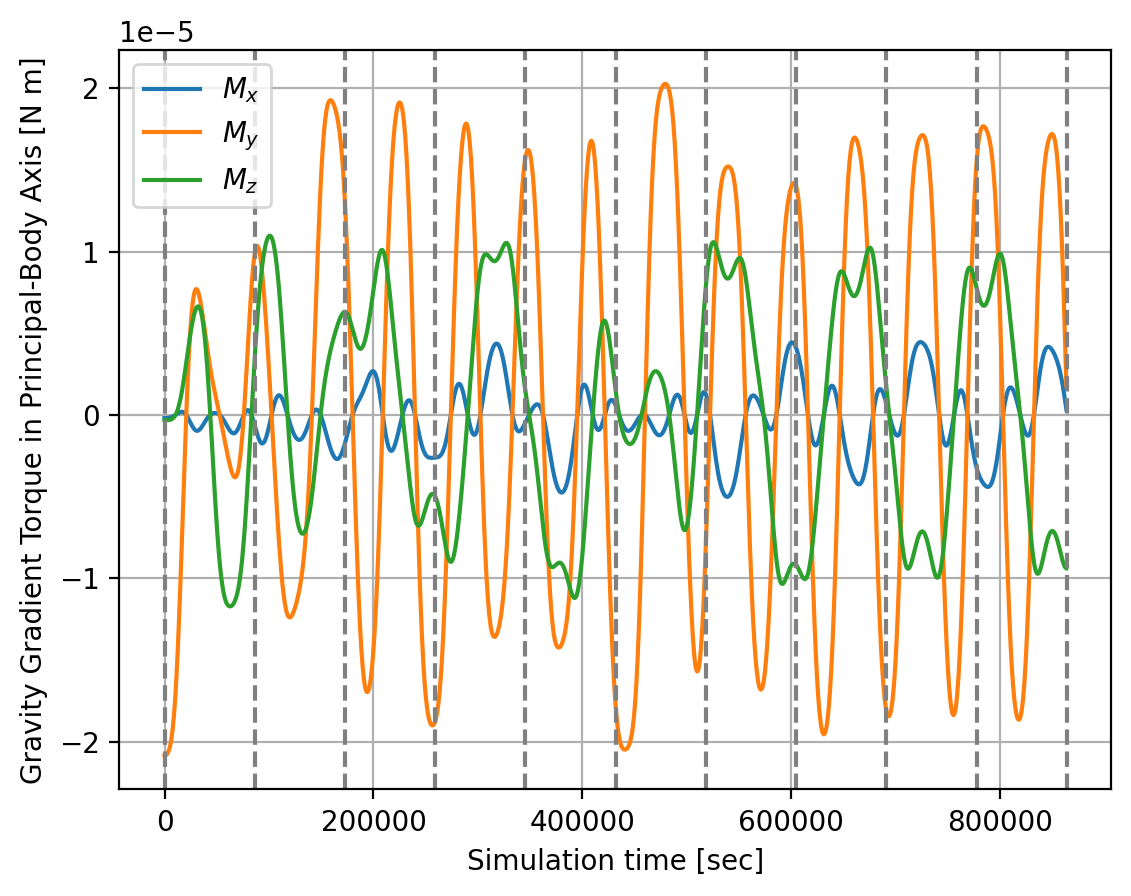 1e−5
Gravity Gradient Torque in Principal-Body Axis [N m]
2
1
0
−1
−2
M_x
M_y
M_z
0 200000 400000 600000 800000
Simulation time [sec]